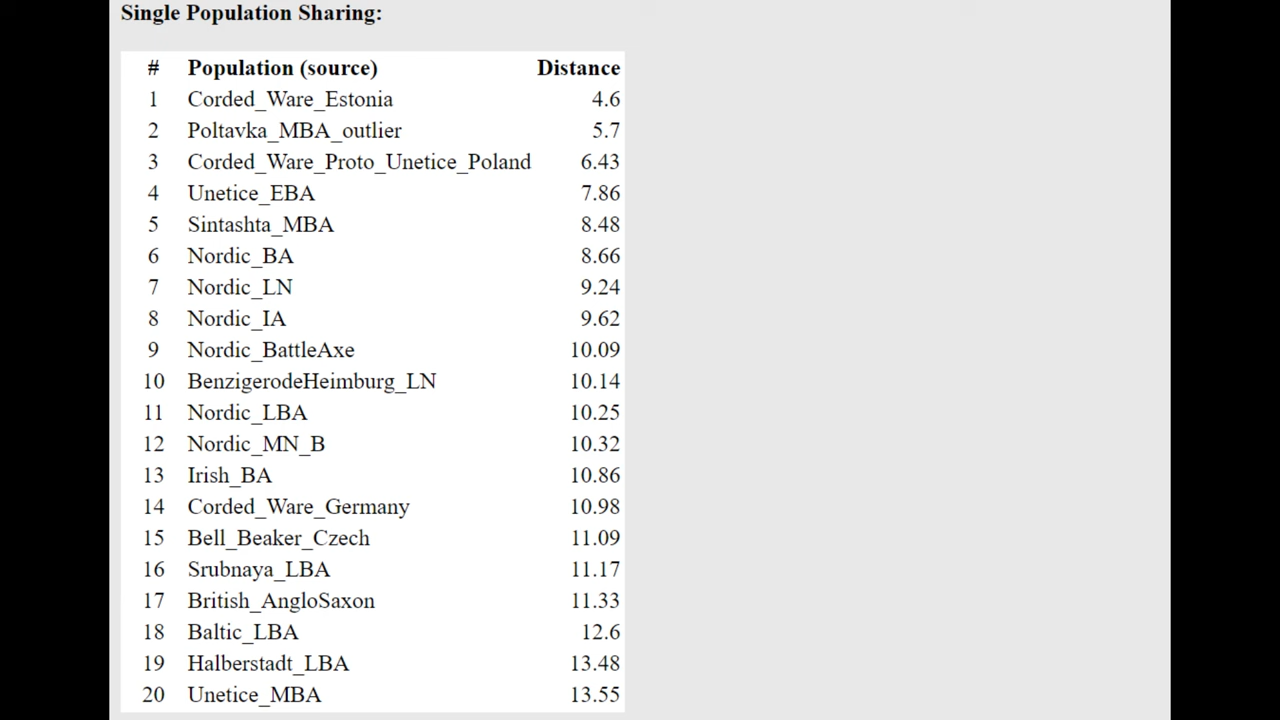 Single Population Sharing:
# Population (source) Distance
1 Corded_Ware_Estonia 4.6
2 Poltavka_MBA_outlier 5.7
3 Corded_Ware_Proto_Unetice_Poland 6.43
4 Unetice_EBA 7.86
5 Sintashta_MBA 8.48
6 Nordic_BA 8.66
7 Nordic_LN 9.24
8 Nordic_IA 9.62
9 Nordic_BattleAxe 10.09
10 BenzigerodeHeimburg_LN 10.14
11 Nordic_LBA 10.25
12 Nordic_MN_B 10.32
13 Irish_BA 10.86
14 Corded_Ware_Germany 10.98
15 Bell_Beaker_Czech 11.09
16 Srubnaya_LBA 11.17
17 British_AngloSaxon 11.33
18 Baltic_LBA 12.6
19 Halberstadt_LBA 13.48
20 Unetice_MBA 13.55